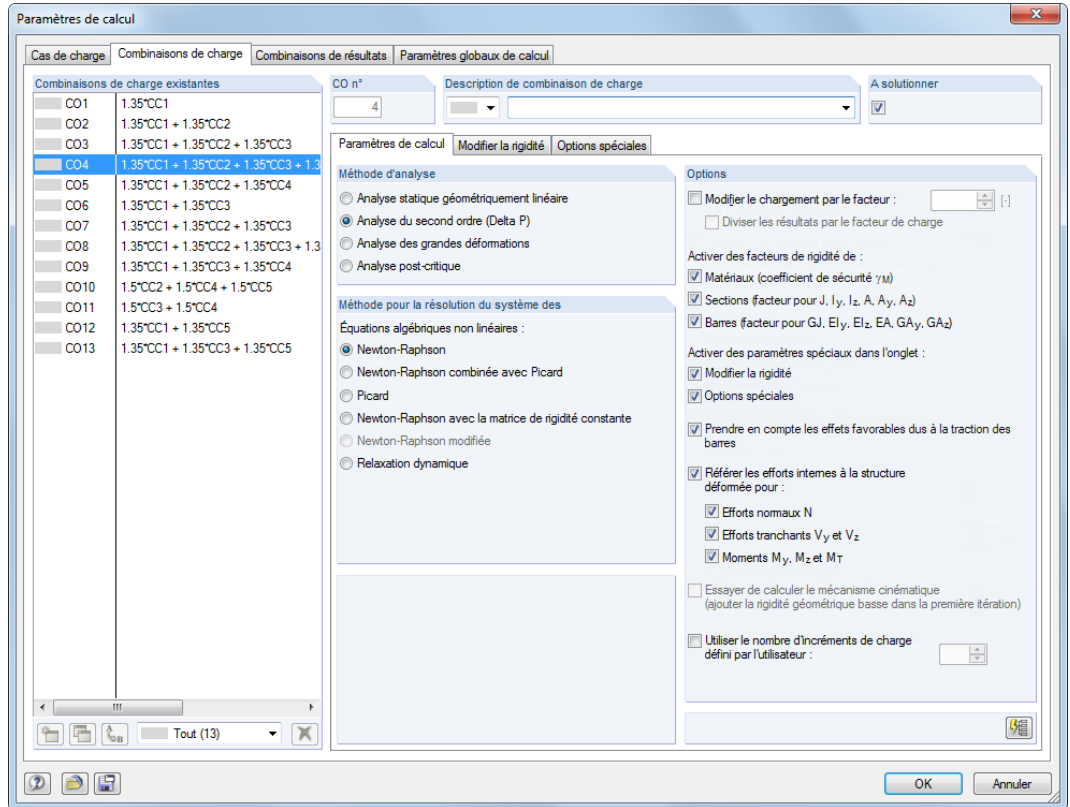 Paramètres de calcul
Cas de charge
Combinaisons de charge
Combinaisons de résultats
Paramètres globaux de calcul
Combinaisons de charge existantes
CO1 1.35*CC1
CO2 1.35*CC1 + 1.35*CC2
CO3 1.35*CC1 + 1.35*CC2 + 1.35*CC3
CO4 1.35*CC1 + 1.35*CC2 + 1.35*CC3 + 1.3
CO5 1.35*CC1 + 1.35*CC2 + 1.35*CC4
CO6 1.35*CC1 + 1.35*CC3
CO7 1.35*CC1 + 1.35*CC2 + 1.35*CC3
CO8 1.35*CC1 + 1.35*CC2 + 1.35*CC3 + 1.3
CO9 1.35*CC1 + 1.35*CC3 + 1.35*CC4
CO10 1.5*CC2 + 1.5*CC4 + 1.5*CC5
CO11 1.5*CC3 + 1.5*CC4
CO12 1.35*CC1 + 1.35*CC5
CO13 1.35*CC1 + 1.35*CC3 + 1.35*CC5
Tout (13)
CO n°
4
Description de combinaison de charge
A solutionner
Paramètres de calcul
Modifier la rigidité
Options spéciales
Méthode d'analyse
Analyse statique géométriquement linéaire
Analyse du second ordre (Delta P)
Analyse des grandes déformations
Analyse post-critique
Méthode pour la résolution du système des
Équations algébriques non linéaires :
Newton-Raphson
Newton-Raphson combinée avec Picard
Picard
Newton-Raphson avec la matrice de rigidité constante
Newton-Raphson modifiée
Relaxation dynamique
Options
Modifier le chargement par le facteur : [-]
Diviser les résultats par le facteur de charge
Activer des facteurs de rigidité de :
Matériaux (coefficient de sécurité γM)
Sections (facteur pour J, Iy, Iz, A, Ay, Az)
Barres (facteur pour GJ, EIy, EIz, EA, GAy, GAz)
Activer des paramètres spéciaux dans l'onglet :
Modifier la rigidité
Options spéciales
Prendre en compte les effets favorables dus à la traction des
barres
Référer les efforts internes à la structure
déformée pour :
Efforts normaux N
Efforts tranchants Vy et Vz
Moments My, Mz et MT
Essayer de calculer le mécanisme cinématique
(ajouter la rigidité géométrique basse dans la première itération)
Utiliser le nombre d'incréments de charge
défini par l'utilisateur :
OK
Annuler